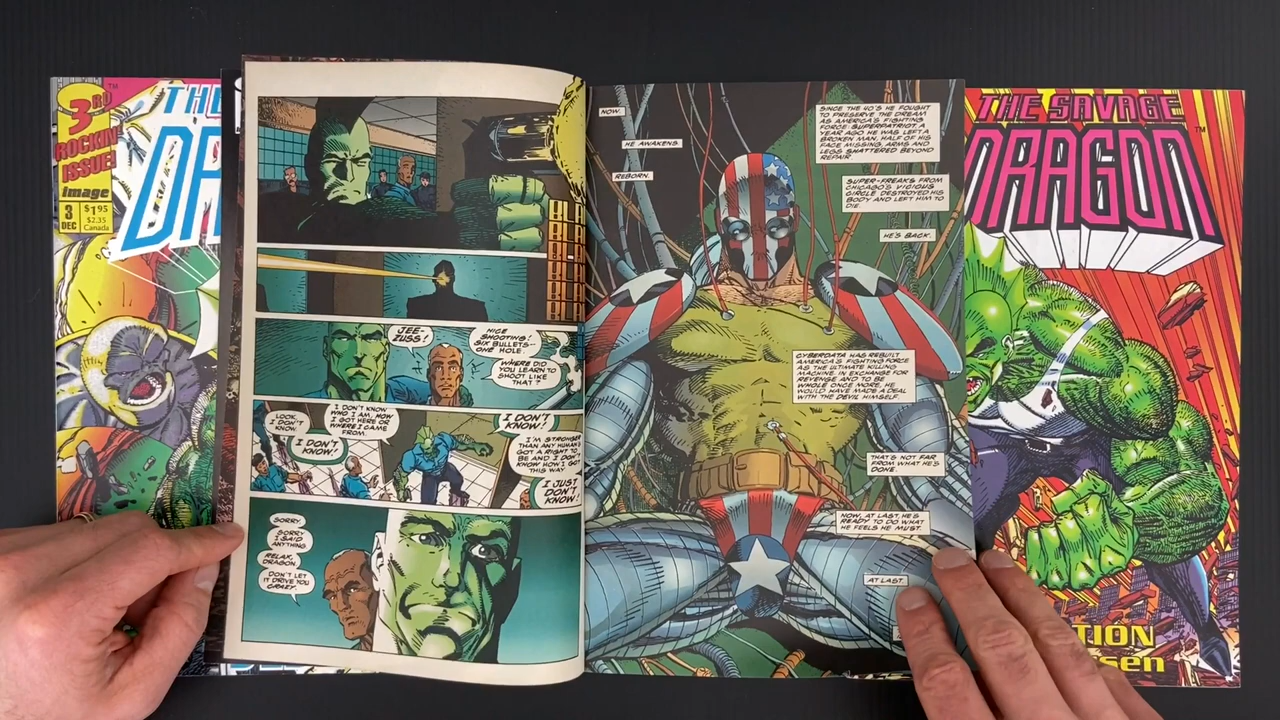 3RD
ROCKIN'
ISSUE!
image
3
DEC
$1.95
$2.35
Canada
TM
JEE-
ZUSS!
NICE
SHOOTING!
SIX BULLETS--
ONE HOLE.
WHERE DID
YOU LEARN TO
SHOOT LIKE
THAT?
LOOK,
I DON'T
KNOW.
I DON'T KNOW
WHO I AM, HOW
I GOT HERE OR
WHERE I CAME
FROM.
I DON'T
KNOW!
I DON'T
KNOW!
I'M STRONGER
THAN ANY HUMAN'S
GOT A RIGHT TO
BE AND I DON'T
KNOW HOW I GOT
THIS WAY
I JUST
DON'T
KNOW!
SORRY.
SORRY
I SAID
ANYTHING.
RELAX,
DRAGON.
DON'T LET
IT DRIVE YOU
CRAZY.
NOW.
HE AWAKENS.
REBORN.
SINCE THE 40'S HE FOUGHT
TO PRESERVE THE DREAM
AS AMERICA'S FIGHTING
FORCE: SUPERPATRIOT. A
YEAR AGO HE WAS LEFT A
BROKEN MAN, HALF OF HIS
FACE MISSING, ARMS AND
LEGS SHATTERED BEYOND
REPAIR.
SUPER-FREAKS FROM
CHICAGO'S VICIOUS
CIRCLE DESTROYED HIS
BODY AND LEFT HIM TO
DIE.
HE'S BACK.
CYBERDATA HAS REBUILT
AMERICA'S FIGHTING FORCE
AS THE ULTIMATE KILLING
MACHINE. IN EXCHANGE FOR
REVENGE AND TO BE
WHOLE ONCE MORE, HE
WOULD HAVE MADE A DEAL
WITH THE DEVIL HIMSELF.
THAT'S NOT FAR
FROM WHAT HE'S
DONE.
NOW, AT LAST, HE'S
READY TO DO WHAT
HE FEELS HE MUST.
AT LAST.
THE SAVAGE
DRAGON
TM